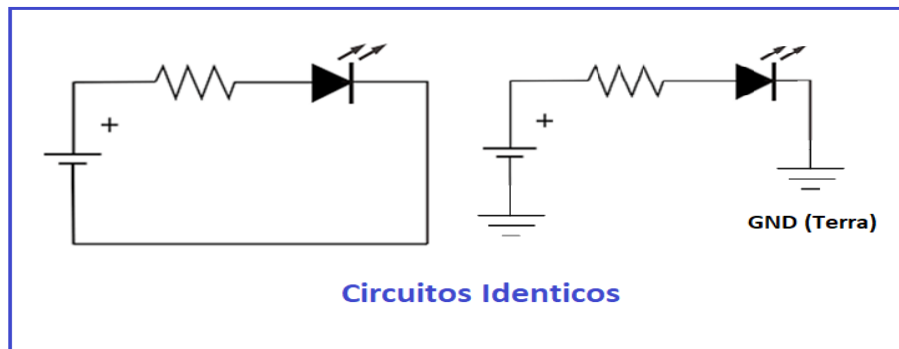 +
+
GND (Terra)
Circuitos Identicos